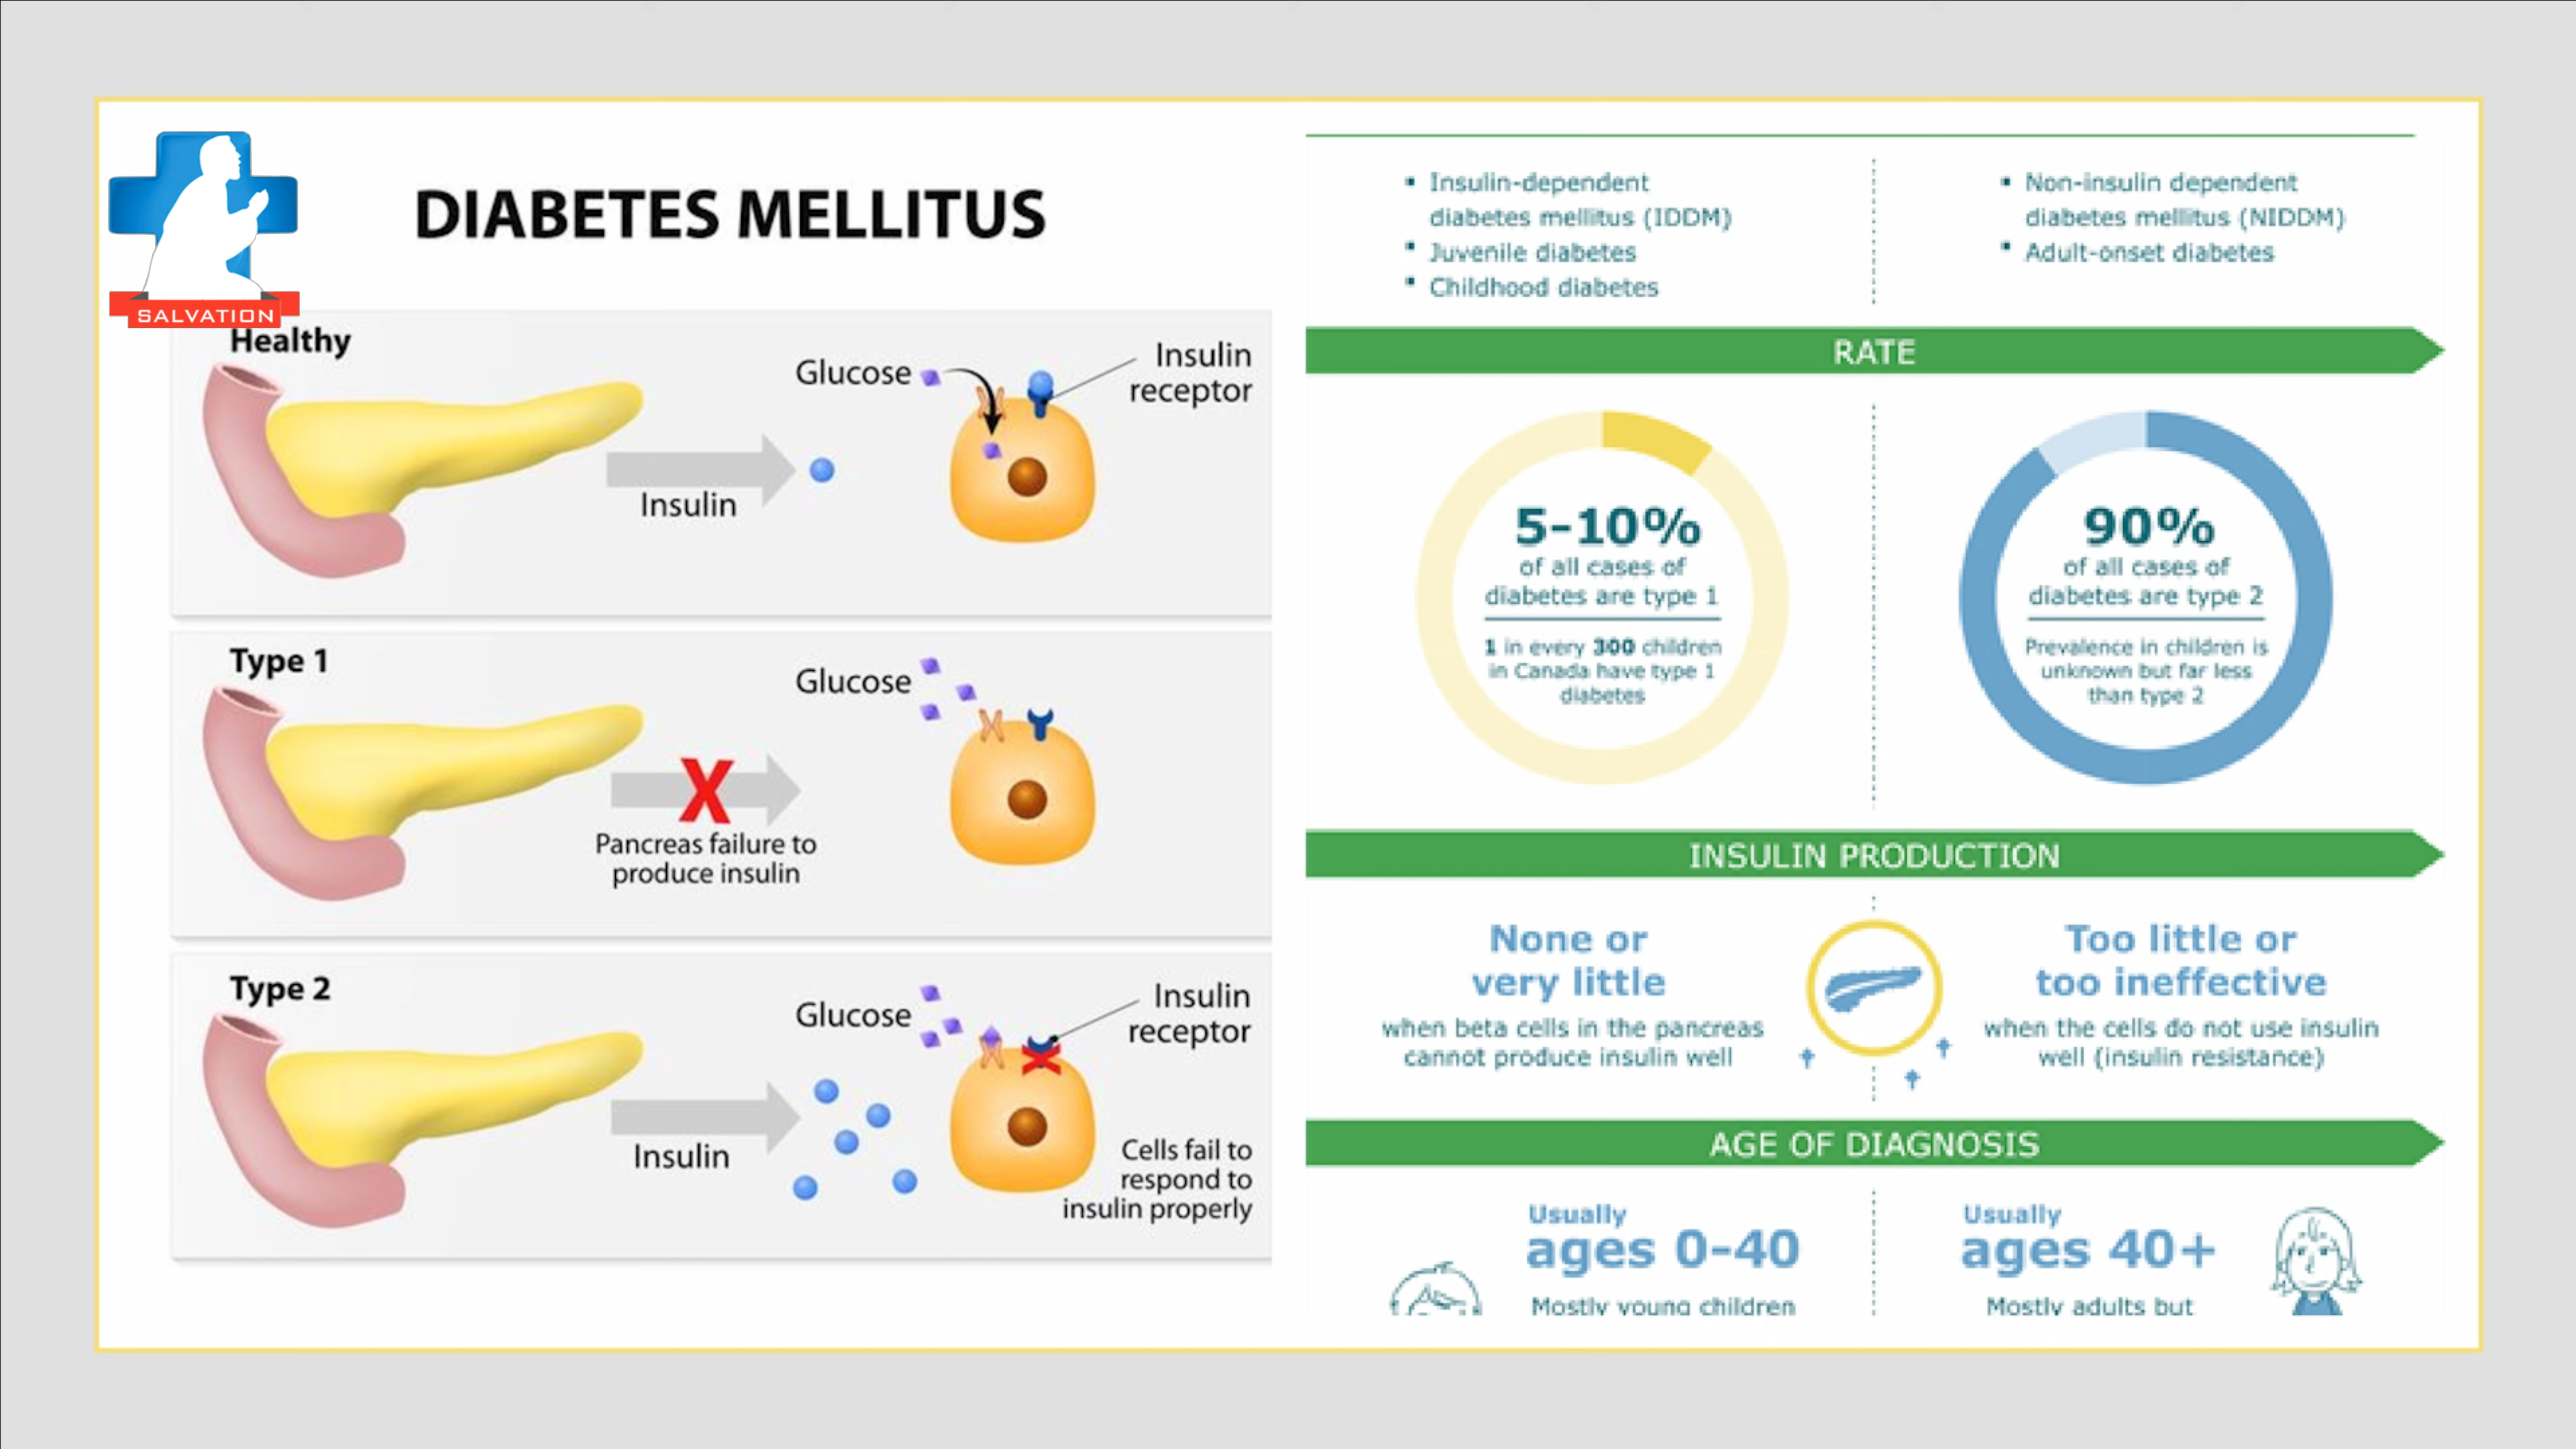 SALVATION
DIABETES MELLITUS
Healthy
Glucose
Insulin
receptor
Insulin
Type 1
Glucose
X
Pancreas failure to
produce insulin
Type 2
Glucose
Insulin
receptor
Insulin
Cells fail to
respond to
insulin properly
▪ Insulin-dependent
diabetes mellitus (IDDM)
▪ Juvenile diabetes
▪ Childhood diabetes
▪ Non-insulin dependent
diabetes mellitus (NIDDM)
▪ Adult-onset diabetes
RATE
5-10%
of all cases of
diabetes are type 1
1 in every 300 children
in Canada have type 1
diabetes
90%
of all cases of
diabetes are type 2
Prevalence in children is
unknown but far less
than type 2
INSULIN PRODUCTION
None or
very little
when beta cells in the pancreas
cannot produce insulin well
Too little or
too ineffective
when the cells do not use insulin
well (insulin resistance)
AGE OF DIAGNOSIS
Usually
ages 0-40
Mostly young children
Usually
ages 40+
Mostly adults but